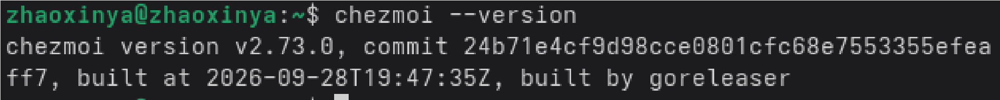 zhaoxinya@zhaoxinya:~$ chezmoi --version
chezmoi version v2.73.0, commit 24b71e4cf9d98cce0801cfc68e7553355efea
ff7, built at 2026-09-28T19:47:35Z, built by goreleaser